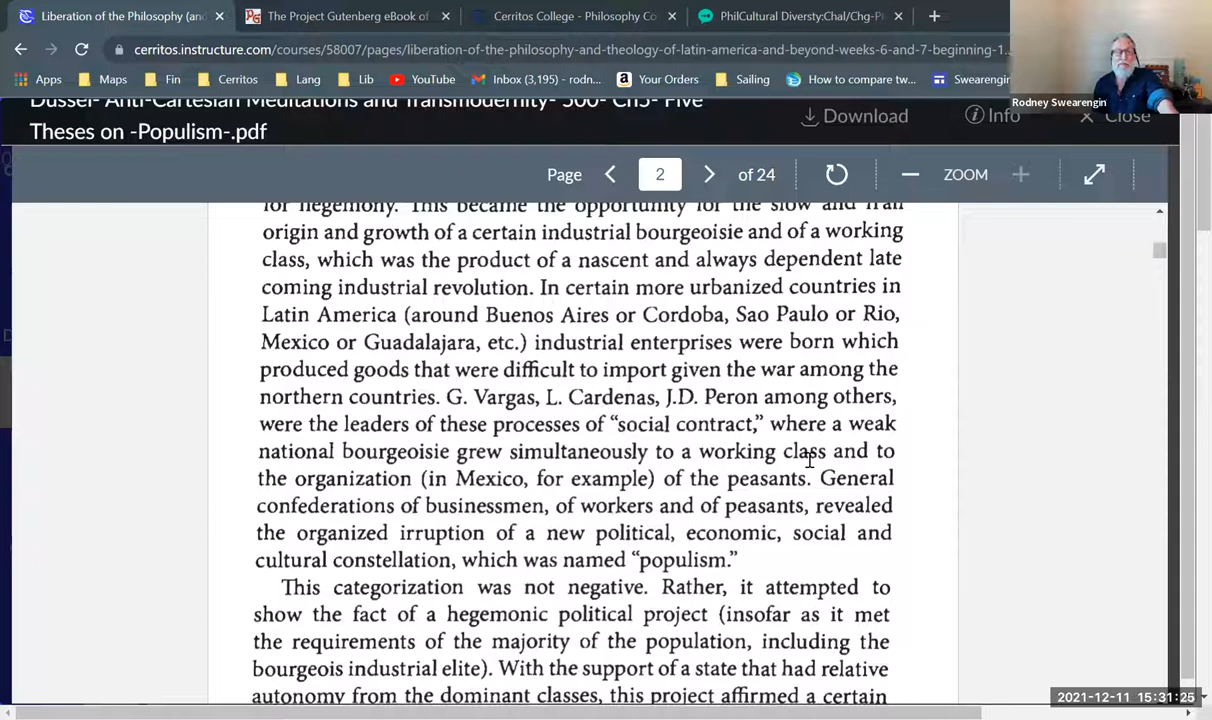 Liberation of the Philosophy (and
The Project Gutenberg eBook of
Cerritos College - Philosophy Co
PhilCultural Diversty:Chal/Chg-P
cerritos.instructure.com/courses/58007/pages/liberation-of-the-philosophy-and-theology-of-latin-america-and-beyond-weeks-6-and-7-beginning-1...
Apps Maps Fin Cerritos Lang Lib YouTube Inbox (3,195) - rodn... Your Orders Sailing How to compare tw... Swearengin
Rodney Swearengin
Dussel- Anti-Cartesian Meditations and Transmodernity- 300- Ch5- Five
Theses on -Populism-.pdf
Download Info Close
Page 2 of 24 ZOOM
for hegemony. This became the opportunity for the slow and frail
origin and growth of a certain industrial bourgeoisie and of a working
class, which was the product of a nascent and always dependent late
coming industrial revolution. In certain more urbanized countries in
Latin America (around Buenos Aires or Cordoba, Sao Paulo or Rio,
Mexico or Guadalajara, etc.) industrial enterprises were born which
produced goods that were difficult to import given the war among the
northern countries. G. Vargas, L. Cardenas, J.D. Peron among others,
were the leaders of these processes of “social contract,” where a weak
national bourgeoisie grew simultaneously to a working class and to
the organization (in Mexico, for example) of the peasants. General
confederations of businessmen, of workers and of peasants, revealed
the organized irruption of a new political, economic, social and
cultural constellation, which was named “populism.”
This categorization was not negative. Rather, it attempted to
show the fact of a hegemonic political project (insofar as it met
the requirements of the majority of the population, including the
bourgeois industrial elite). With the support of a state that had relative
autonomy from the dominant classes, this project affirmed a certain
2021-12-11 15:31:25